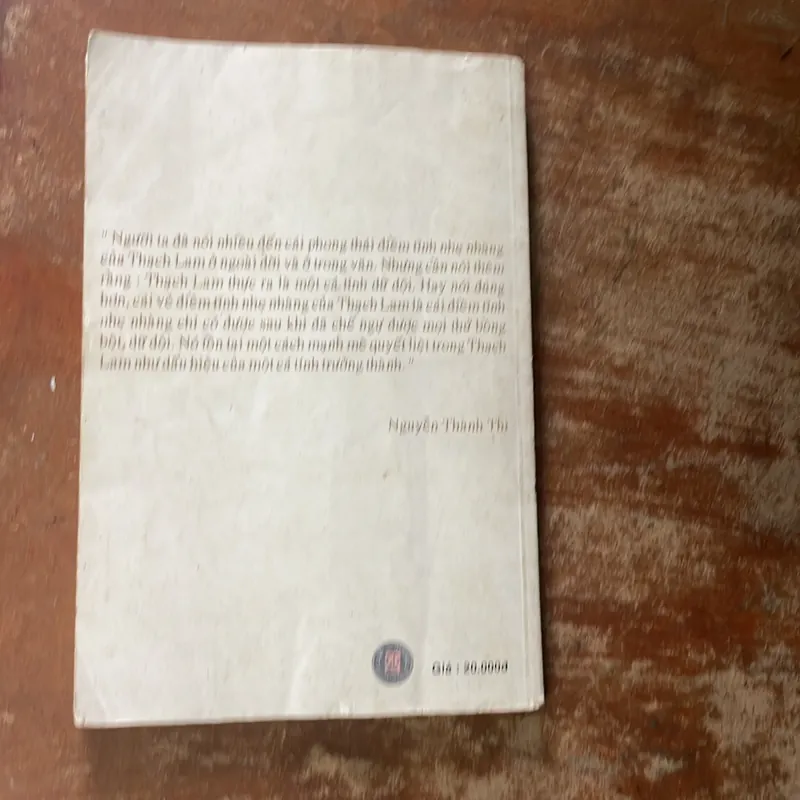 " Người ta đã nói nhiều đến cái phong thái điềm tĩnh nhẹ nhàng
của Thạch Lam ở ngoài đời và ở trong văn. Nhưng cần nói thêm
rằng : Thạch Lam thực ra là một cá tính dữ dội. Hay nói đúng
hơn, cái vẻ điềm tĩnh nhẹ nhàng của Thạch Lam là cái điềm tĩnh
nhẹ nhàng chỉ có được sau khi đã chế ngự được mọi thứ bồng
bột, dữ dội. Nó tồn tại một cách mạnh mẽ quyết liệt trong Thạch
Lam như dấu hiệu của một cá tính trưởng thành. "
Nguyễn Thành Thi
Giá : 20.000đ